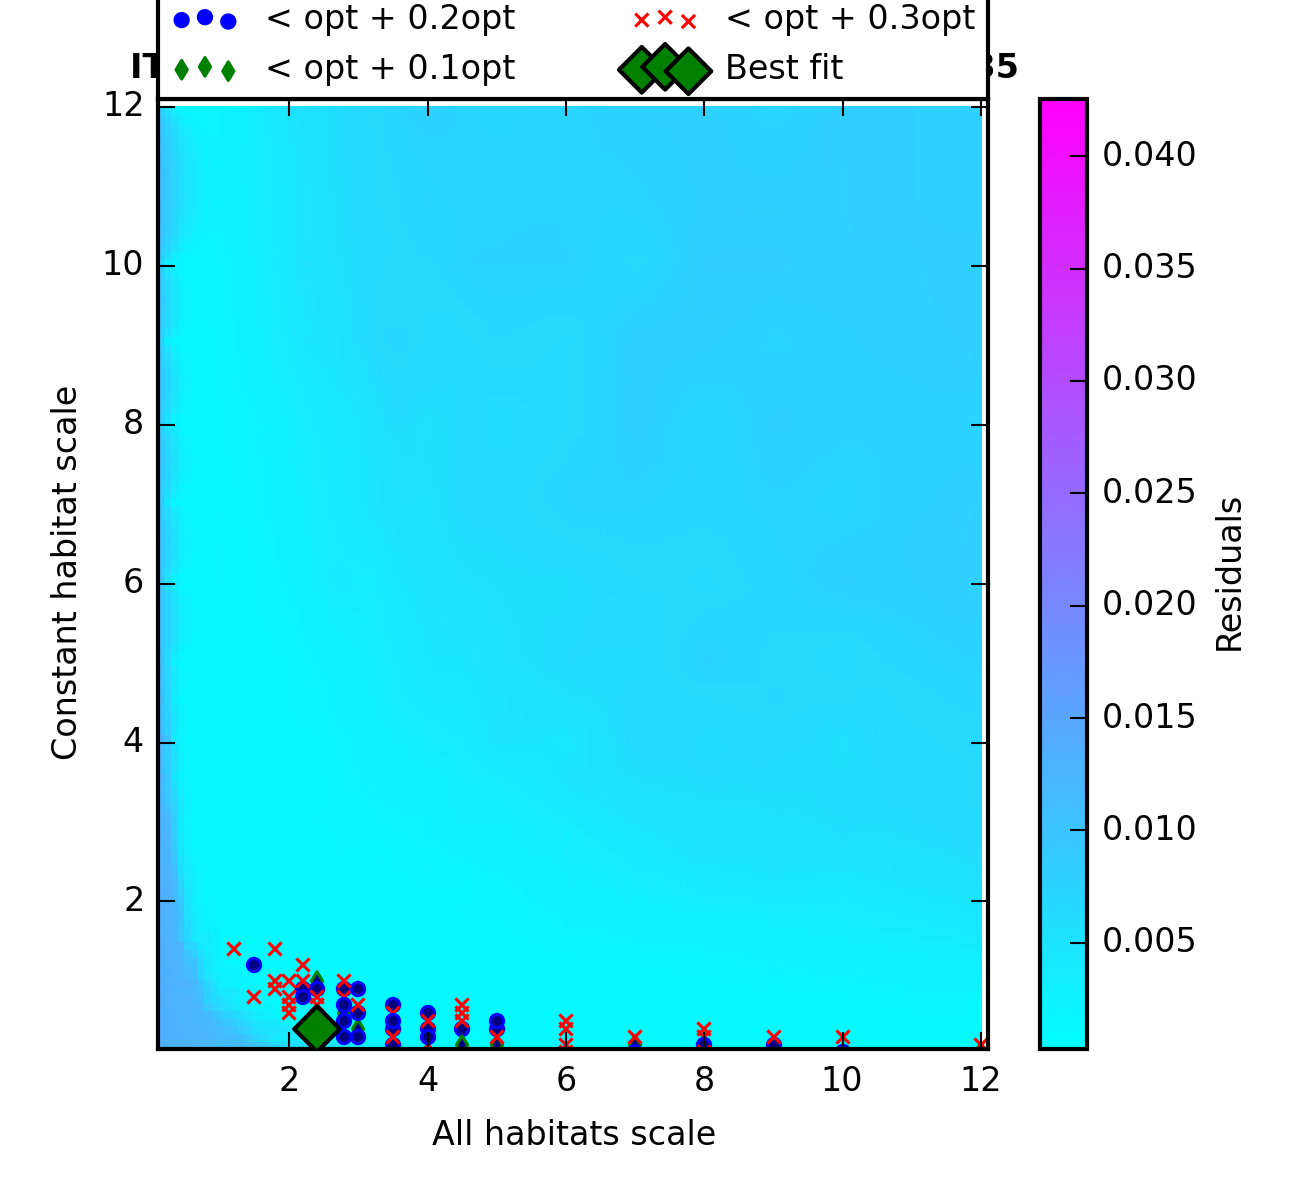 < opt + 0.2opt < opt + 0.3opt
< opt + 0.1opt Best fit
12
10
8
6
4
2
Constant habitat scale
2 4 6 8 10 12
All habitats scale
0.040
0.035
0.030
0.025
0.020
0.015
0.010
0.005
Residuals